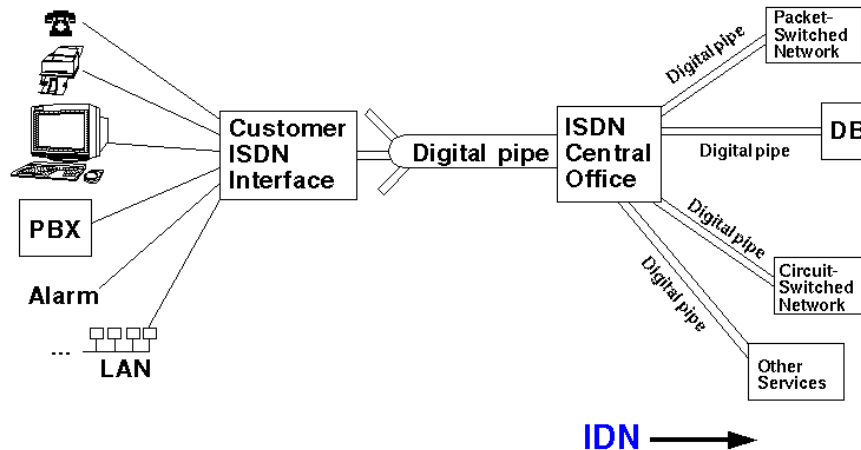 Packet-
Switched
Network
Digital pipe
Customer
ISDN
Interface
Digital pipe
ISDN
Central
Office
Digital pipe
DB
PBX
Digital pipe
Digital pipe
Circuit-
Switched
Network
Alarm
...
LAN
Other
Services
IDN